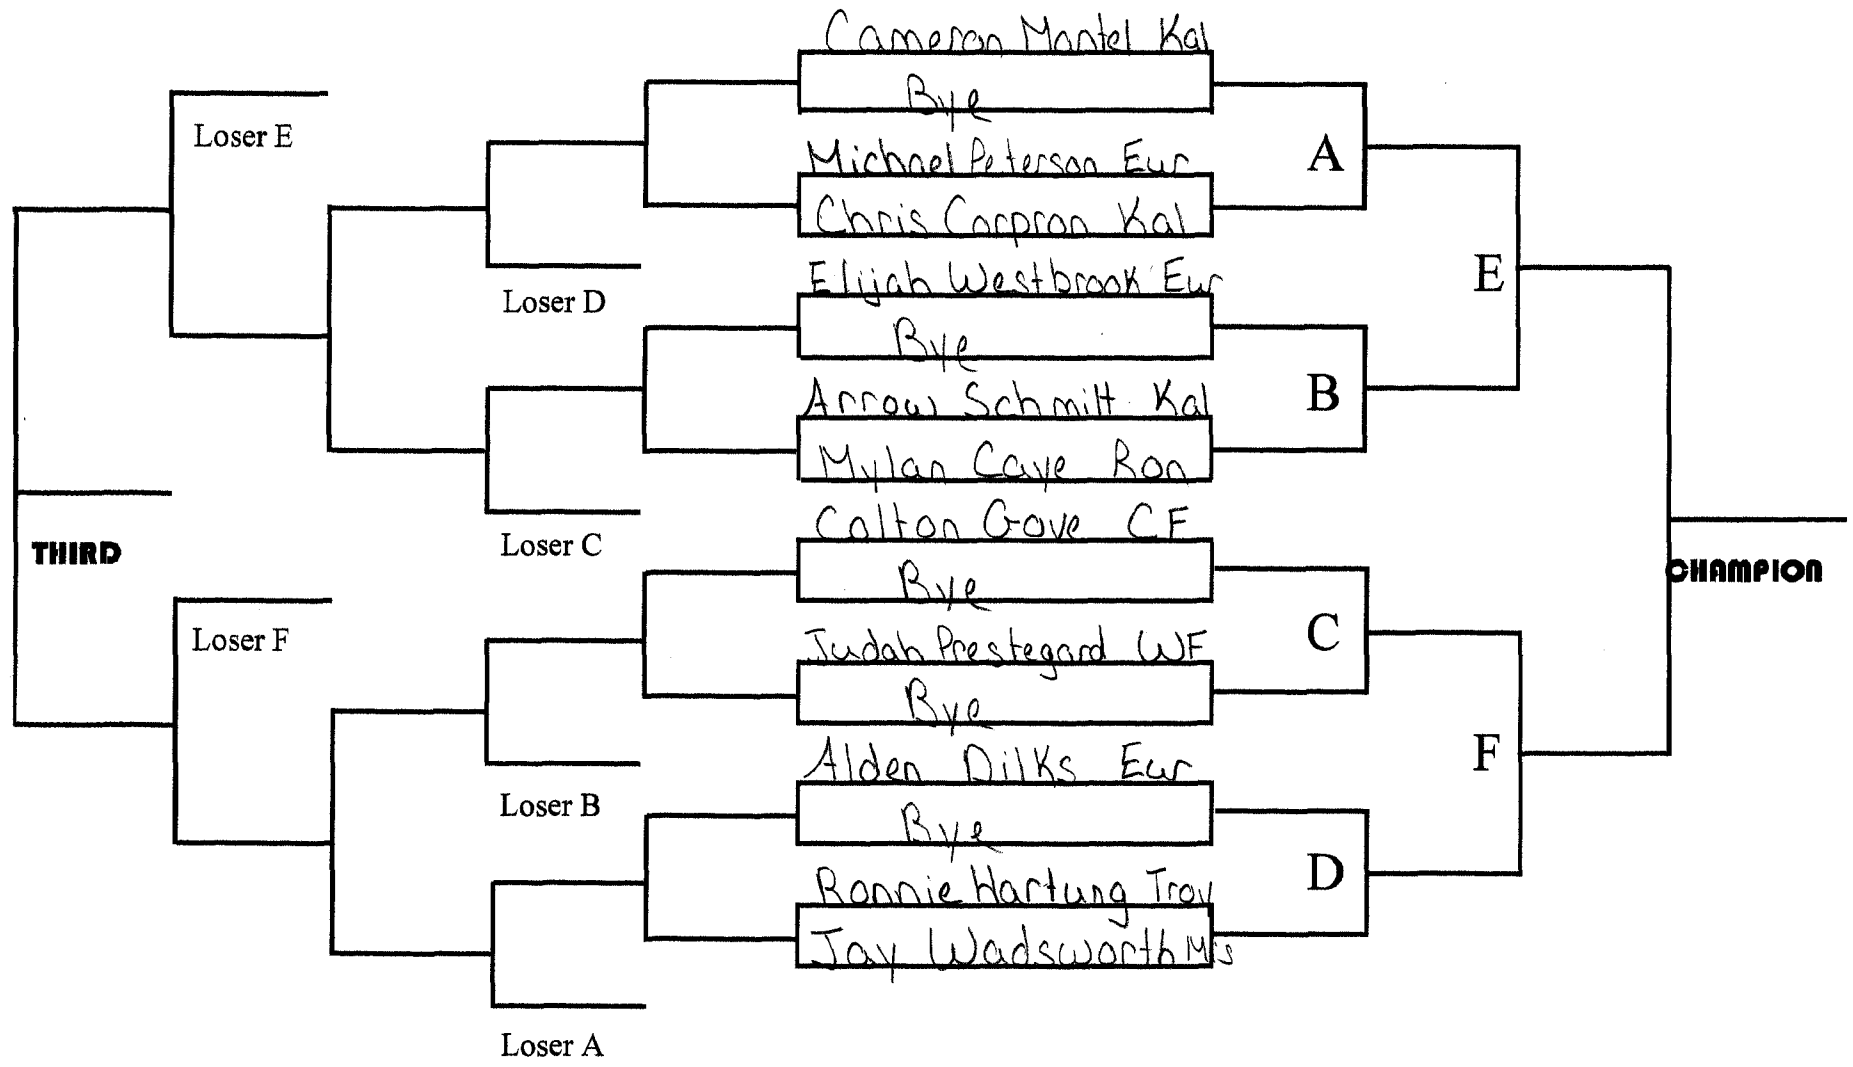 Cameron Mantel Kal
Bye
Michael Peterson Eur
Chris Corpron Kal
Elijah Westbrook Eur
Bye
Arrow Schmitt Kal
Mylan Caye Ron
Colton Gove CF
Bye
Judah Prestegard WF
Bye
Alden Dilks Eur
Bye
Ronnie Hartung Troy
Jay Wadsworth Mis
Loser E
Loser D
Loser C
THIRD
Loser F
Loser B
Loser A
A
E
B
CHAMPION
C
F
D